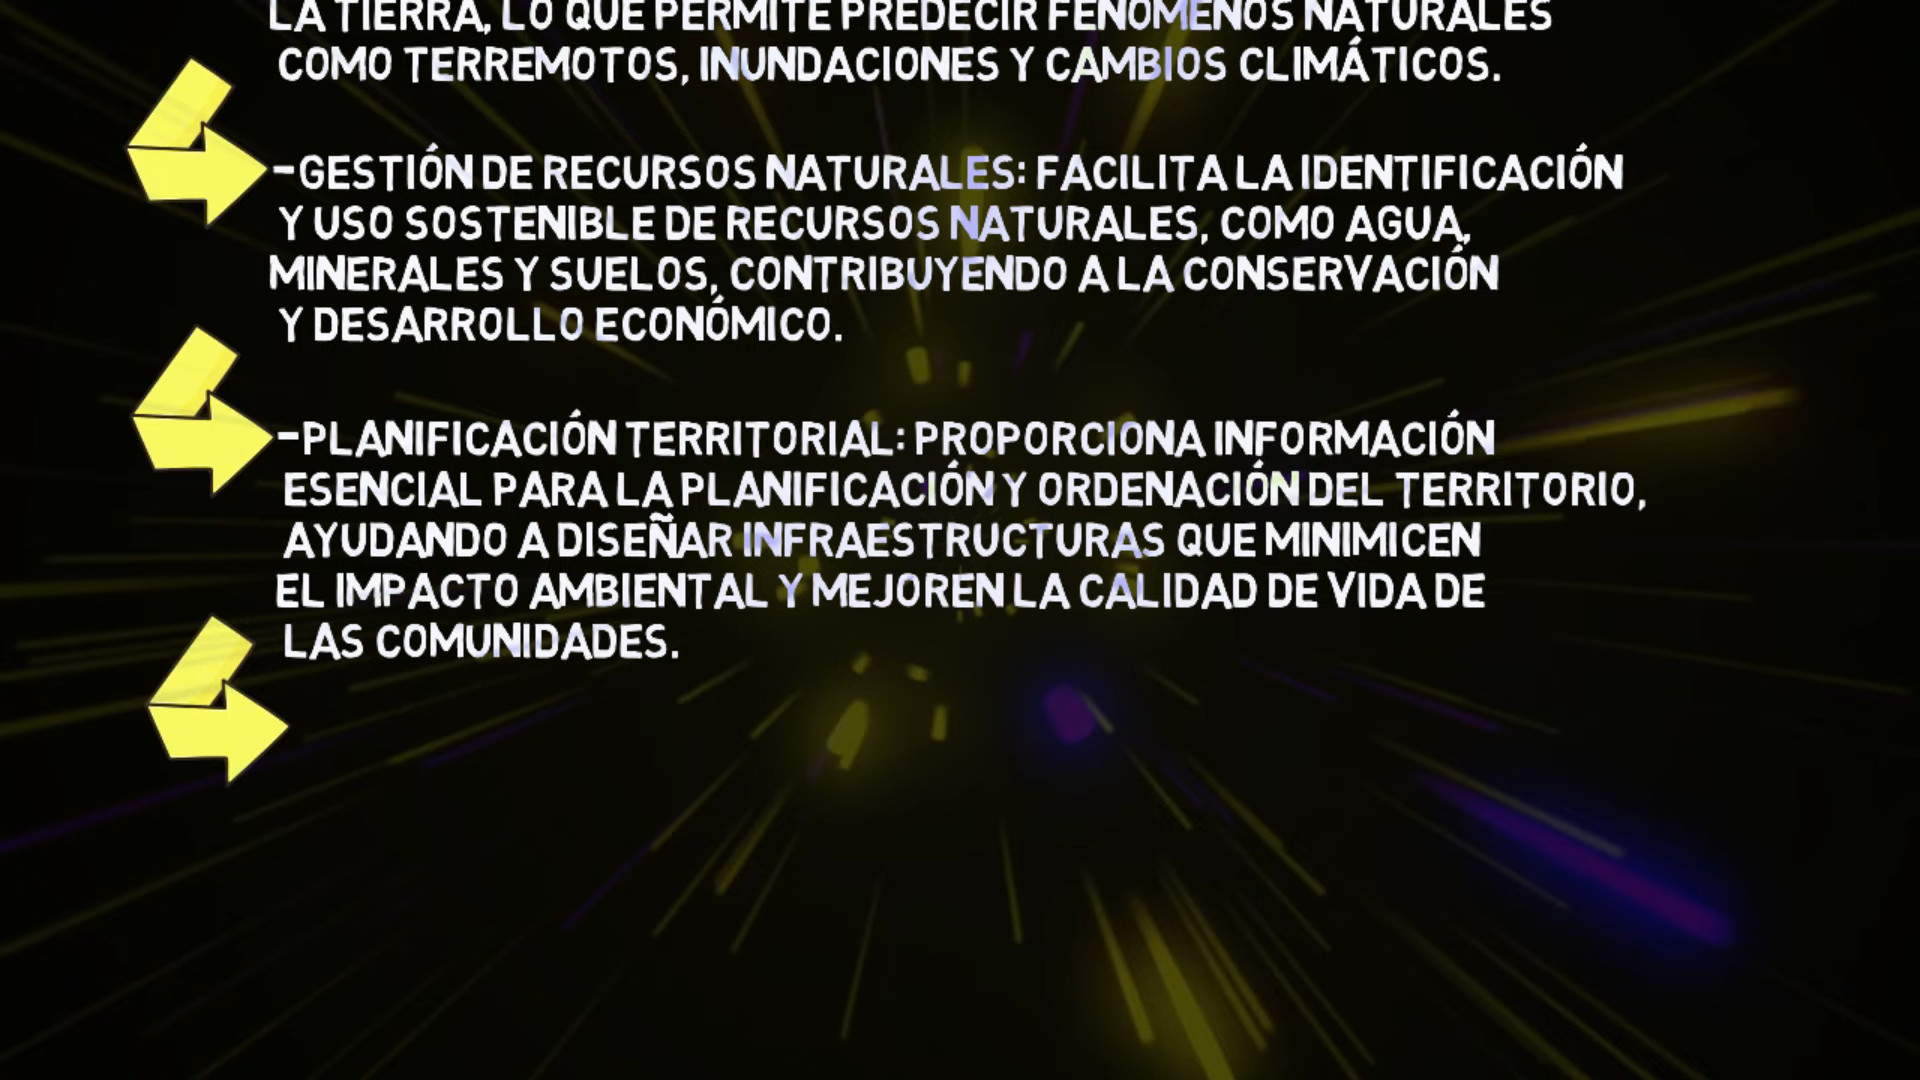 LA TIERRA, LO QUE PERMITE PREDECIR FENÓMENOS NATURALES
COMO TERREMOTOS, INUNDACIONES Y CAMBIOS CLIMÁTICOS.
-GESTIÓN DE RECURSOS NATURALES: FACILITA LA IDENTIFICACIÓN
Y USO SOSTENIBLE DE RECURSOS NATURALES, COMO AGUA,
MINERALES Y SUELOS, CONTRIBUYENDO A LA CONSERVACIÓN
Y DESARROLLO ECONÓMICO.
-PLANIFICACIÓN TERRITORIAL: PROPORCIONA INFORMACIÓN
ESENCIAL PARA LA PLANIFICACIÓN Y ORDENACIÓN DEL TERRITORIO,
AYUDANDO A DISEÑAR INFRAESTRUCTURAS QUE MINIMICEN
EL IMPACTO AMBIENTAL Y MEJOREN LA CALIDAD DE VIDA DE
LAS COMUNIDADES.